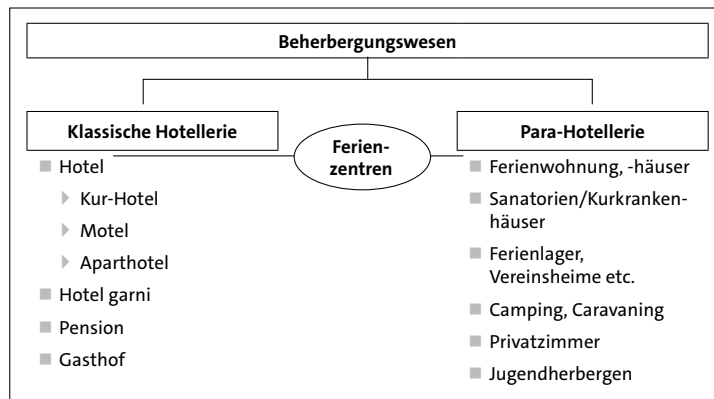 Beherbergungswesen
Klassische Hotellerie
Hotel
Kur-Hotel
Motel
Aparthotel
Hotel garni
Pension
Gasthof
Ferien-
zentren
Para-Hotellerie
Ferienwohnung, -häuser
Sanatorien/Kurkranken-
häuser
Ferienlager,
Vereinsheime etc.
Camping, Caravaning
Privatzimmer
Jugendherbergen